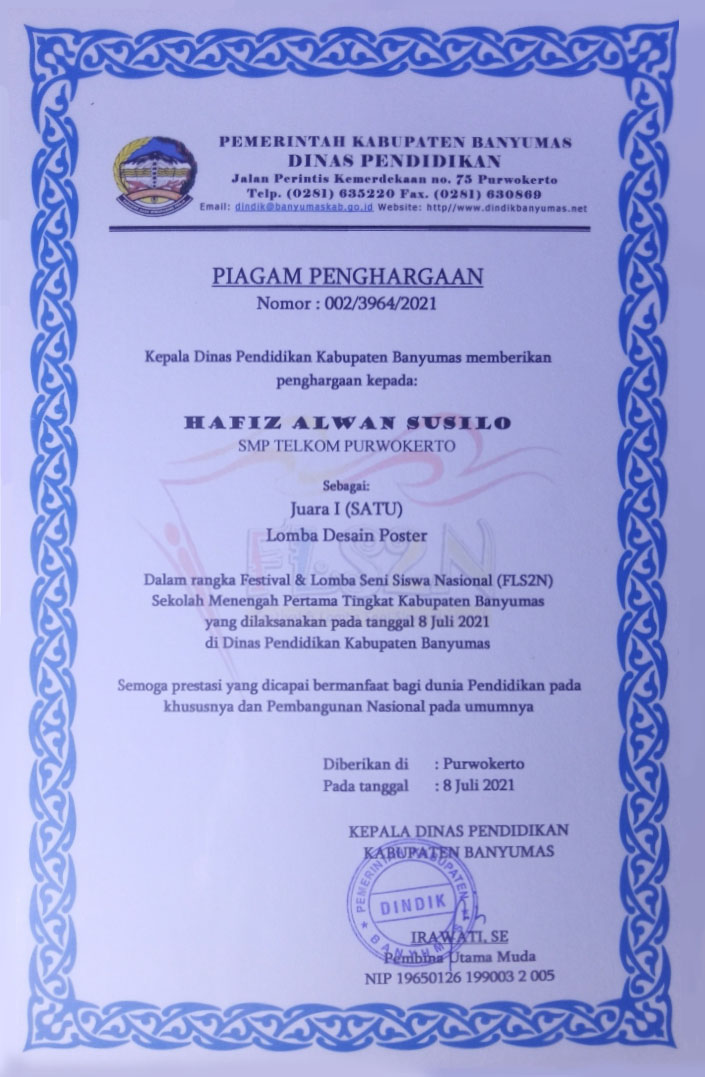 PEMERINTAH KABUPATEN BANYUMAS
DINAS PENDIDIKAN
Jalan Perintis Kemerdekaan no. 75 Purwokerto
Telp. (0281) 635220 Fax. (0281) 630869
Email: dindik@banyumaskab.go.id Website: http//www.dindikbanyumas.net
PIAGAM PENGHARGAAN
Nomor : 002/3964/2021
Kepala Dinas Pendidikan Kabupaten Banyumas memberikan
penghargaan kepada:
HAFIZ ALWAN SUSILO
SMP TELKOM PURWOKERTO
Sebagai:
Juara I (SATU)
Lomba Desain Poster
FLS2N
Dalam rangka Festival & Lomba Seni Siswa Nasional (FLS2N)
Sekolah Menengah Pertama Tingkat Kabupaten Banyumas
yang dilaksanakan pada tanggal 8 Juli 2021
di Dinas Pendidikan Kabupaten Banyumas
Semoga prestasi yang dicapai bermanfaat bagi dunia Pendidikan pada
khususnya dan Pembangunan Nasional pada umumnya
Diberikan di : Purwokerto
Pada tanggal : 8 Juli 2021
KEPALA DINAS PENDIDIKAN
KABUPATEN BANYUMAS
PEMERINTAH KABUPATEN
DINDIK
BANYUMAS
IRAWATI, SE
Pembina Utama Muda
NIP 19650126 199003 2 005